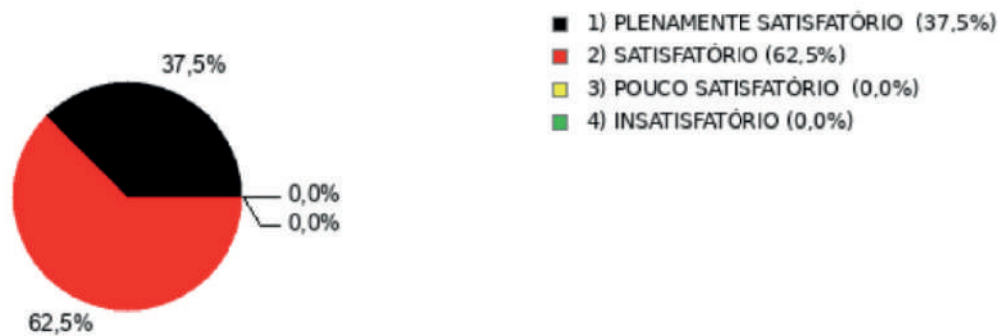 37,5%
0,0%
0,0%
62,5%
1) PLENAMENTE SATISFATÓRIO (37,5%)
2) SATISFATÓRIO (62,5%)
3) POUCO SATISFATÓRIO (0,0%)
4) INSATISFATÓRIO (0,0%)